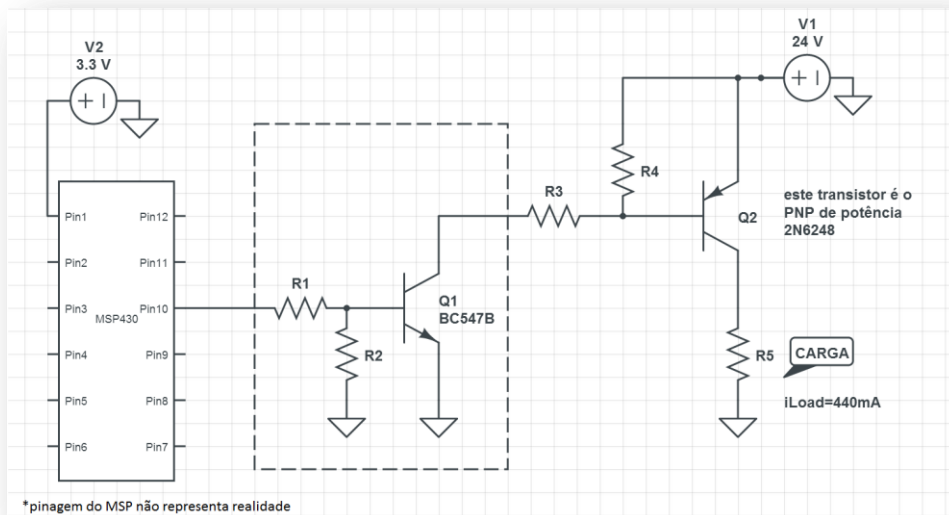 V1
24 V
V2
3.3 V
R4
R3
este transistor é o
PNP de potência
2N6248
Q2
Pin1
Pin12
Pin2
Pin11
R1
Q1
BC547B
Pin3
Pin10
MSP430
R2
R5
CARGA
Pin4
Pin9
iLoad=440mA
Pin5
Pin8
Pin6
Pin7
*pinagem do MSP não representa realidade